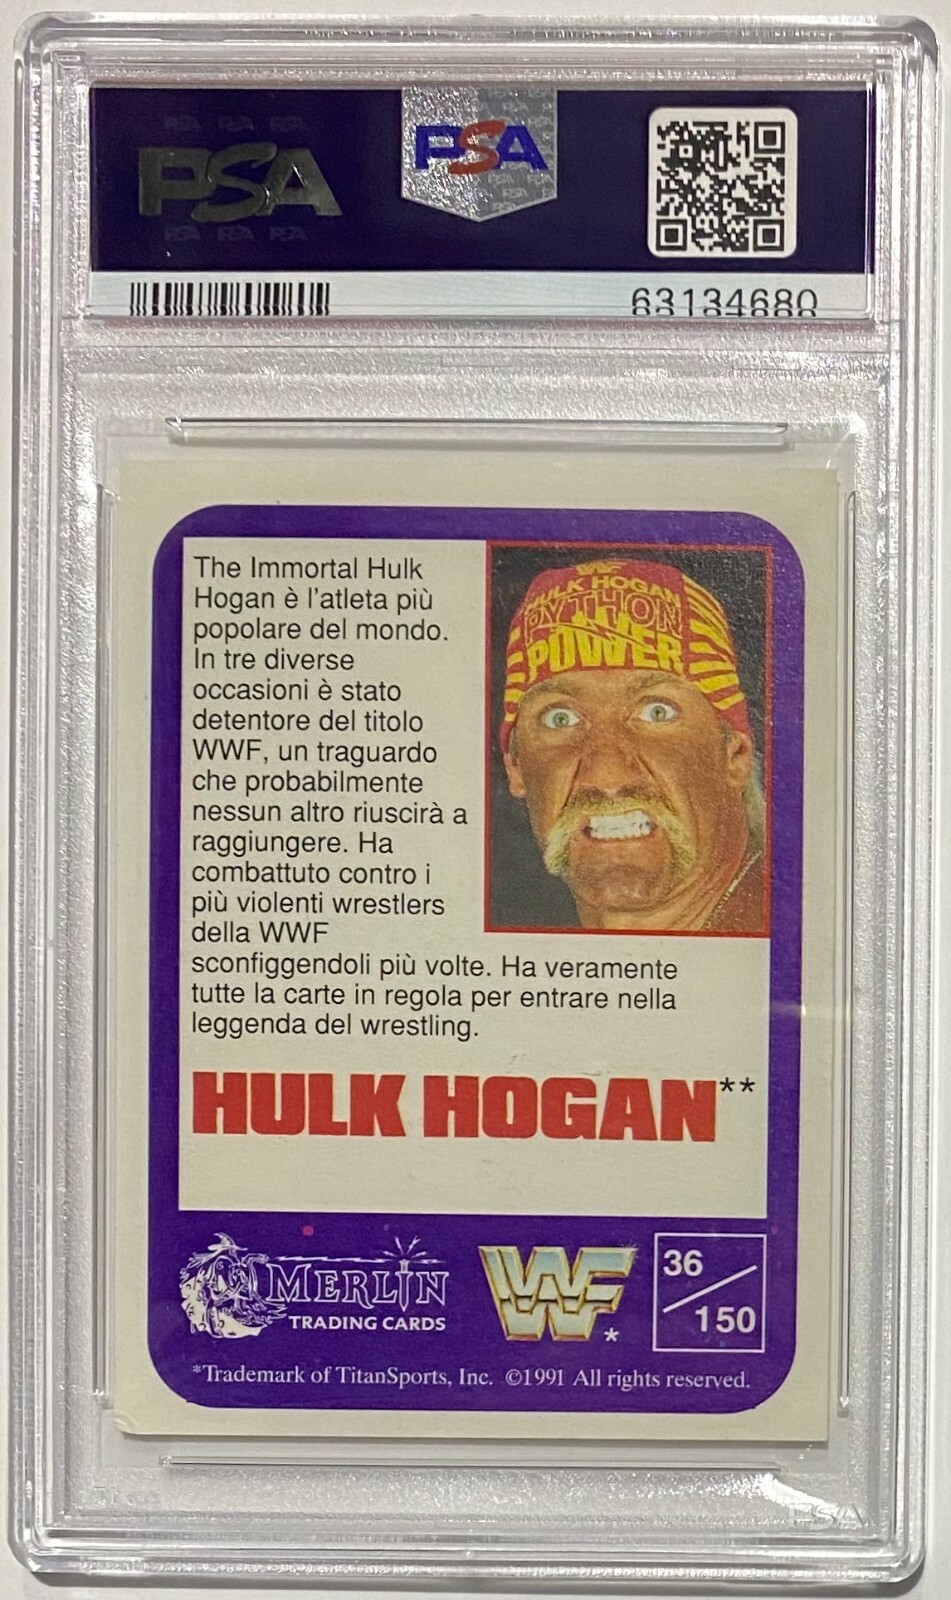 PSA
PSA
63134680
The Immortal Hulk
Hogan è l'atleta più
popolare del mondo.
In tre diverse
occasioni è stato
detentore del titolo
WWF, un traguardo
che probabilmente
nessun altro riuscirà a
raggiungere. Ha
combattuto contro i
più violenti wrestlers
della WWF
sconfiggendoli più volte. Ha veramente
tutte la carte in regola per entrare nella
leggenda del wrestling.
WF
HULK HOGAN
PYTHON
POWER
HULK HOGAN**
MERLIN
TRADING CARDS
WF*
36/150
*Trademark of TitanSports, Inc. ©1991 All rights reserved.
PSA